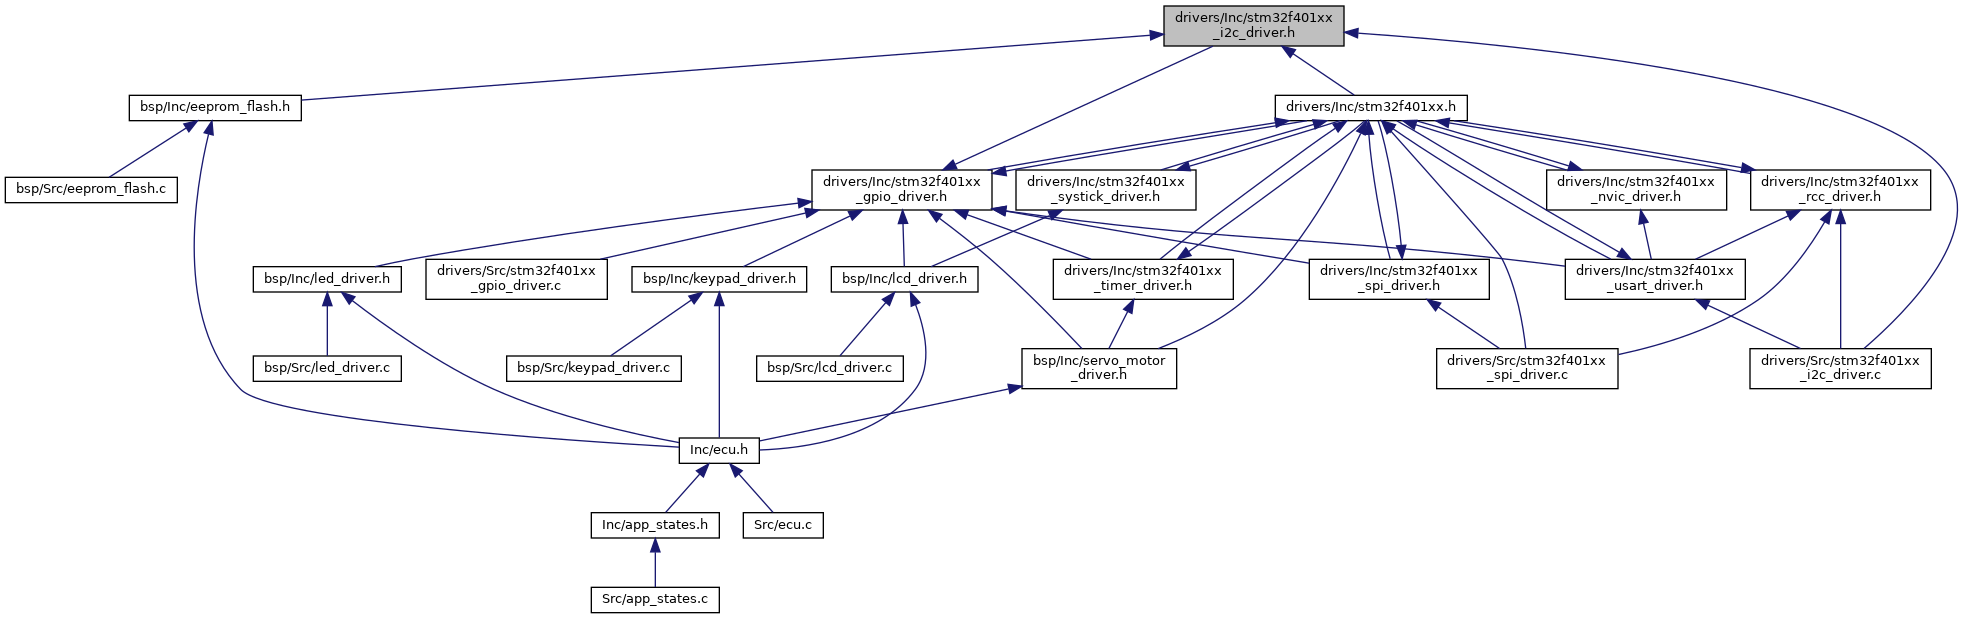 drivers/Inc/stm32f401xx
_i2c_driver.h
bsp/Inc/eeprom_flash.h
drivers/Inc/stm32f401xx.h
bsp/Src/eeprom_flash.c
drivers/Inc/stm32f401xx
_gpio_driver.h
drivers/Inc/stm32f401xx
_systick_driver.h
drivers/Inc/stm32f401xx
_nvic_driver.h
drivers/Inc/stm32f401xx
_rcc_driver.h
bsp/Inc/led_driver.h
drivers/Src/stm32f401xx
_gpio_driver.c
bsp/Inc/keypad_driver.h
bsp/Inc/lcd_driver.h
drivers/Inc/stm32f401xx
_timer_driver.h
drivers/Inc/stm32f401xx
_spi_driver.h
drivers/Inc/stm32f401xx
_usart_driver.h
bsp/Src/led_driver.c
bsp/Src/keypad_driver.c
bsp/Src/lcd_driver.c
bsp/Inc/servo_motor
_driver.h
drivers/Src/stm32f401xx
_spi_driver.c
drivers/Src/stm32f401xx
_i2c_driver.c
Inc/ecu.h
Inc/app_states.h
Src/ecu.c
Src/app_states.c